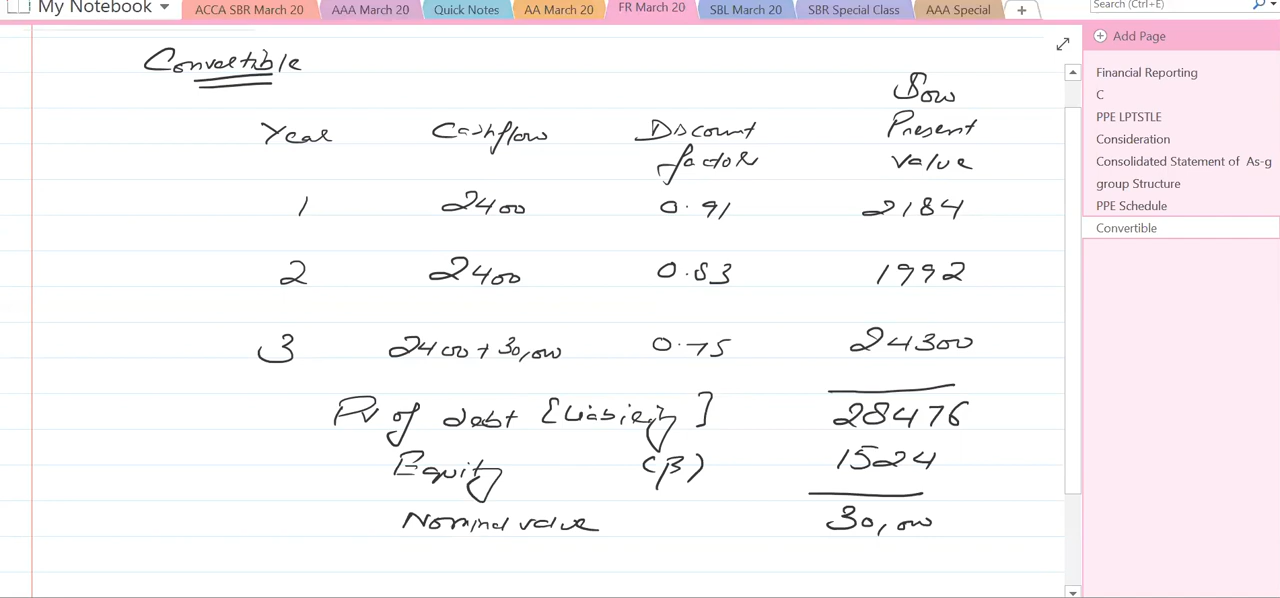 My Notebook
ACCA SBR March 20
AAA March 20
Quick Notes
AA March 20
FR March 20
SBL March 20
SBR Special Class
AAA Special
Search (Ctrl+E)
Convertible
Year Cashflow Discount factor $000 Present value
1 2400 0.91 2184
2 2400 0.83 1992
3 2400 + 30,000 0.75 24300
PV of debt [Liability] 28476
Equity (β) 1524
Nominal value 30,000
Add Page
Financial Reporting
C
PPE LPTSTLE
Consideration
Consolidated Statement of As-g
group Structure
PPE Schedule
Convertible